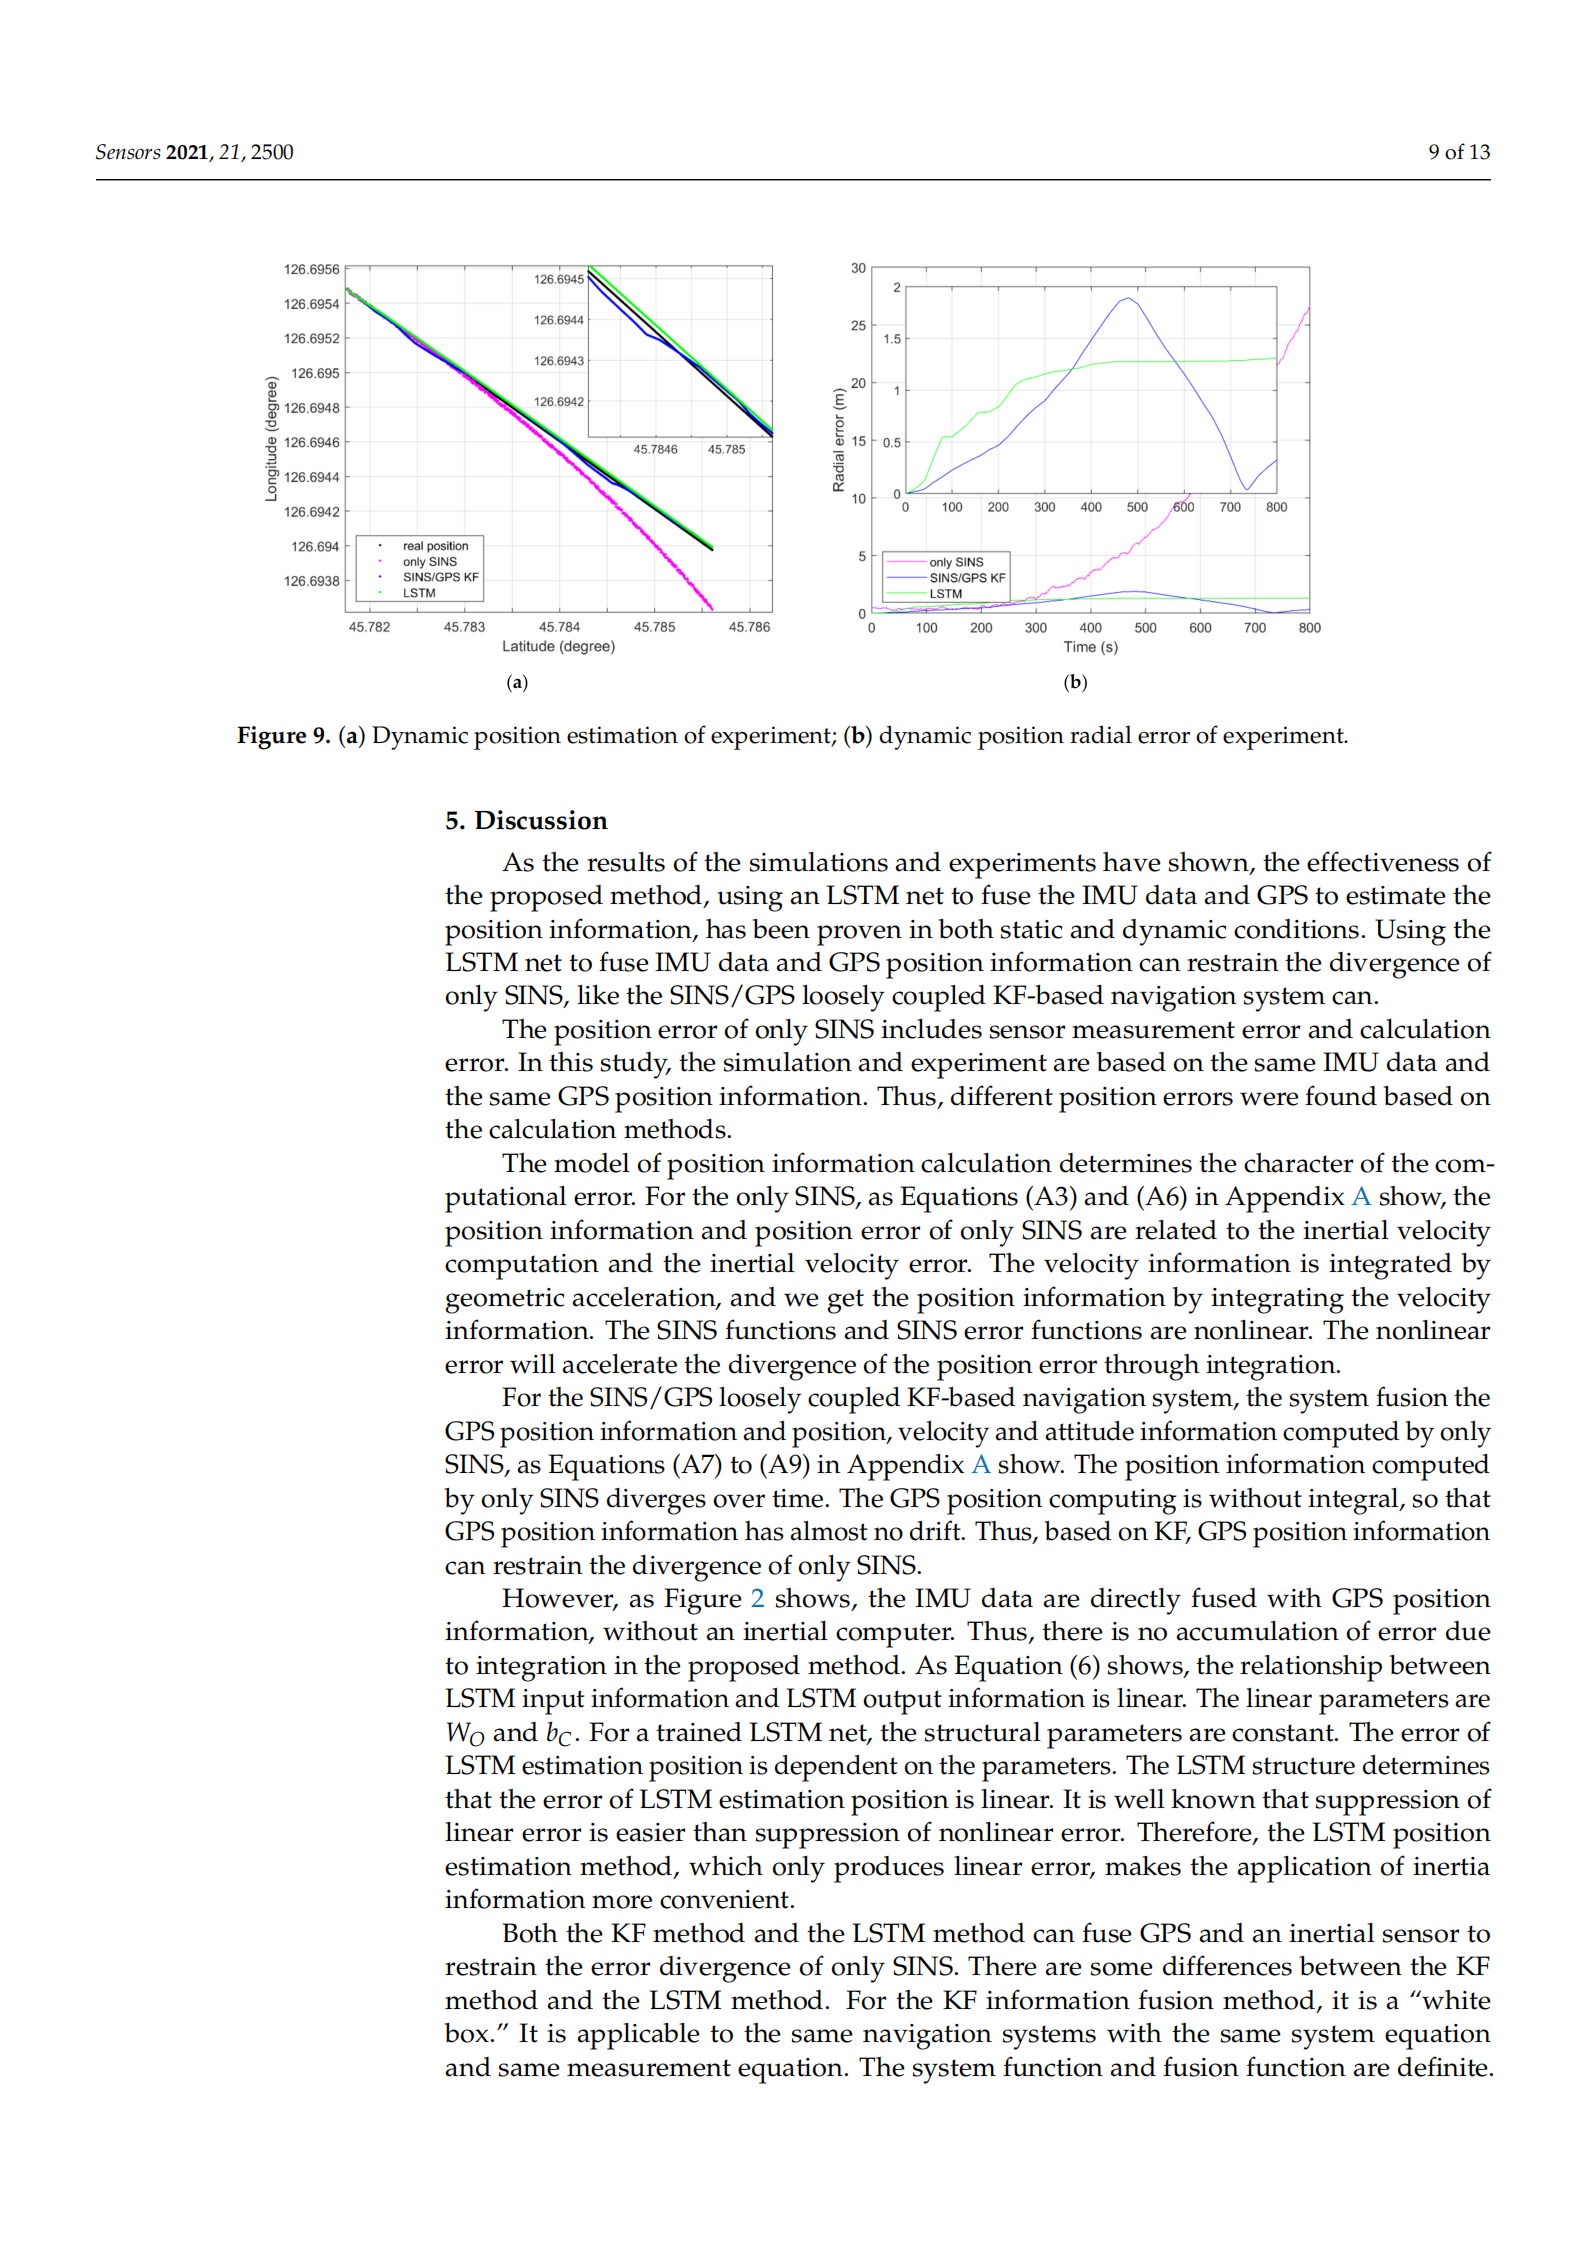 Sensors 2021, 21, 2500
9 of 13
126.6956
126.6954
126.6952
126.695
126.6948
126.6946
126.6944
126.6942
126.694
126.6938
Longitude (degree)
126.6945
126.6944
126.6943
126.6942
45.7846 45.785
real position
only SINS
SINS/GPS KF
LSTM
45.782 45.783 45.784 45.785 45.786
Latitude (degree)
(a)
30
25
20
15
10
5
0
Radial error (m)
2
1.5
1
0.5
0
0 100 200 300 400 500 600 700 800
only SINS
SINS/GPS KF
LSTM
0 100 200 300 400 500 600 700 800
Time (s)
(b)
Figure 9. (a) Dynamic position estimation of experiment; (b) dynamic position radial error of experiment.
5. Discussion
As the results of the simulations and experiments have shown, the effectiveness of
the proposed method, using an LSTM net to fuse the IMU data and GPS to estimate the
position information, has been proven in both static and dynamic conditions. Using the
LSTM net to fuse IMU data and GPS position information can restrain the divergence of
only SINS, like the SINS/GPS loosely coupled KF-based navigation system can.
The position error of only SINS includes sensor measurement error and calculation
error. In this study, the simulation and experiment are based on the same IMU data and
the same GPS position information. Thus, different position errors were found based on
the calculation methods.
The model of position information calculation determines the character of the com-
putational error. For the only SINS, as Equations (A3) and (A6) in Appendix A show, the
position information and position error of only SINS are related to the inertial velocity
computation and the inertial velocity error. The velocity information is integrated by
geometric acceleration, and we get the position information by integrating the velocity
information. The SINS functions and SINS error functions are nonlinear. The nonlinear
error will accelerate the divergence of the position error through integration.
For the SINS/GPS loosely coupled KF-based navigation system, the system fusion the
GPS position information and position, velocity and attitude information computed by only
SINS, as Equations (A7) to (A9) in Appendix A show. The position information computed
by only SINS diverges over time. The GPS position computing is without integral, so that
GPS position information has almost no drift. Thus, based on KF, GPS position information
can restrain the divergence of only SINS.
However, as Figure 2 shows, the IMU data are directly fused with GPS position
information, without an inertial computer. Thus, there is no accumulation of error due
to integration in the proposed method. As Equation (6) shows, the relationship between
LSTM input information and LSTM output information is linear. The linear parameters are
W_O and b_C. For a trained LSTM net, the structural parameters are constant. The error of
LSTM estimation position is dependent on the parameters. The LSTM structure determines
that the error of LSTM estimation position is linear. It is well known that suppression of
linear error is easier than suppression of nonlinear error. Therefore, the LSTM position
estimation method, which only produces linear error, makes the application of inertia
information more convenient.
Both the KF method and the LSTM method can fuse GPS and an inertial sensor to
restrain the error divergence of only SINS. There are some differences between the KF
method and the LSTM method. For the KF information fusion method, it is a “white
box.” It is applicable to the same navigation systems with the same system equation
and same measurement equation. The system function and fusion function are definite.